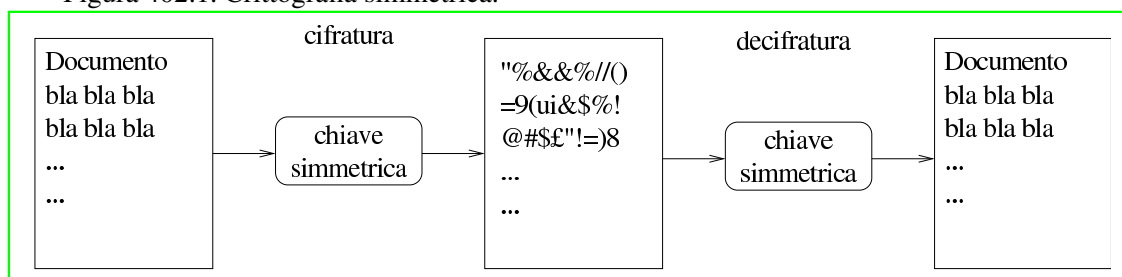 Figura 462.1. Crittografia simmetrica.
cifratura
decifratura
Documento
bla bla bla
bla bla bla
...
...
chiave
simmetrica
"%&&%//()
=9(ui&$%!
@#$£"!=)8
...
...
chiave
simmetrica
Documento
bla bla bla
bla bla bla
...
...